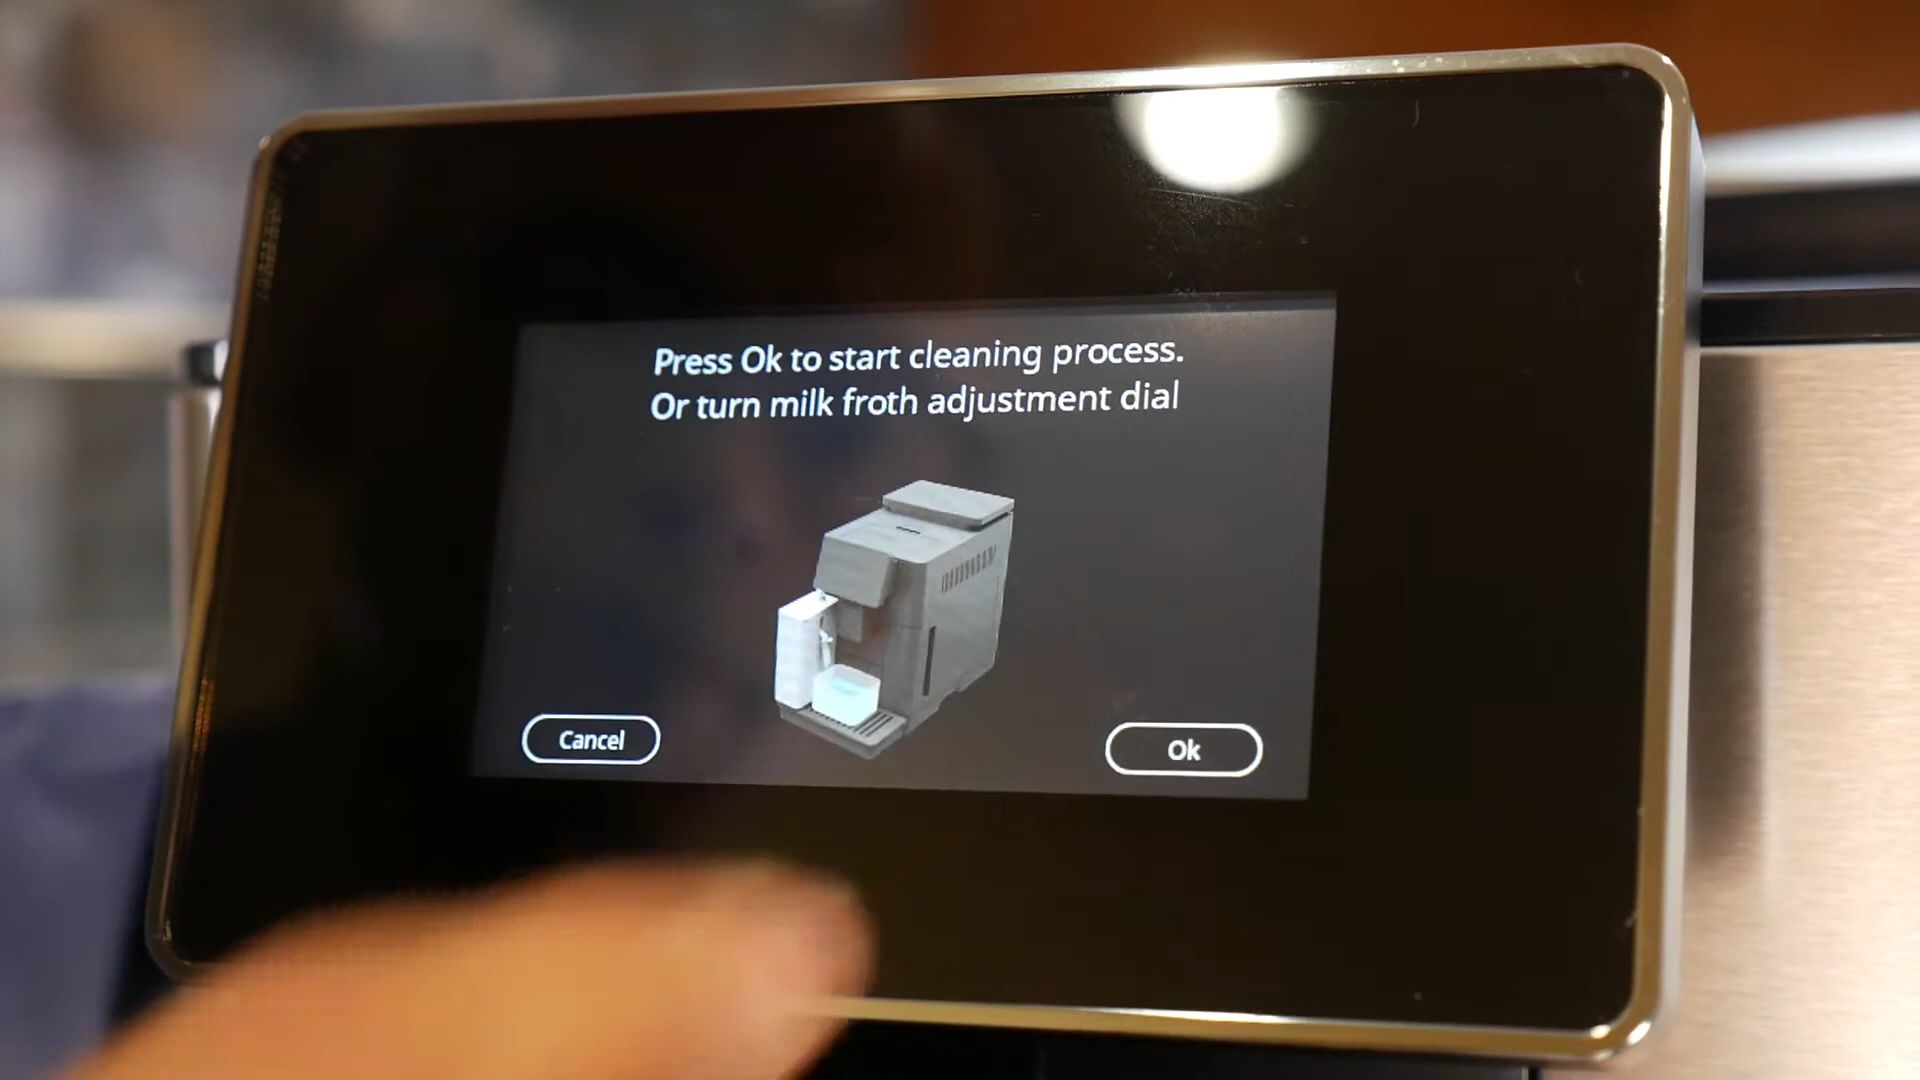 Press Ok to start cleaning process.
Or turn milk froth adjustment dial
Cancel
Ok